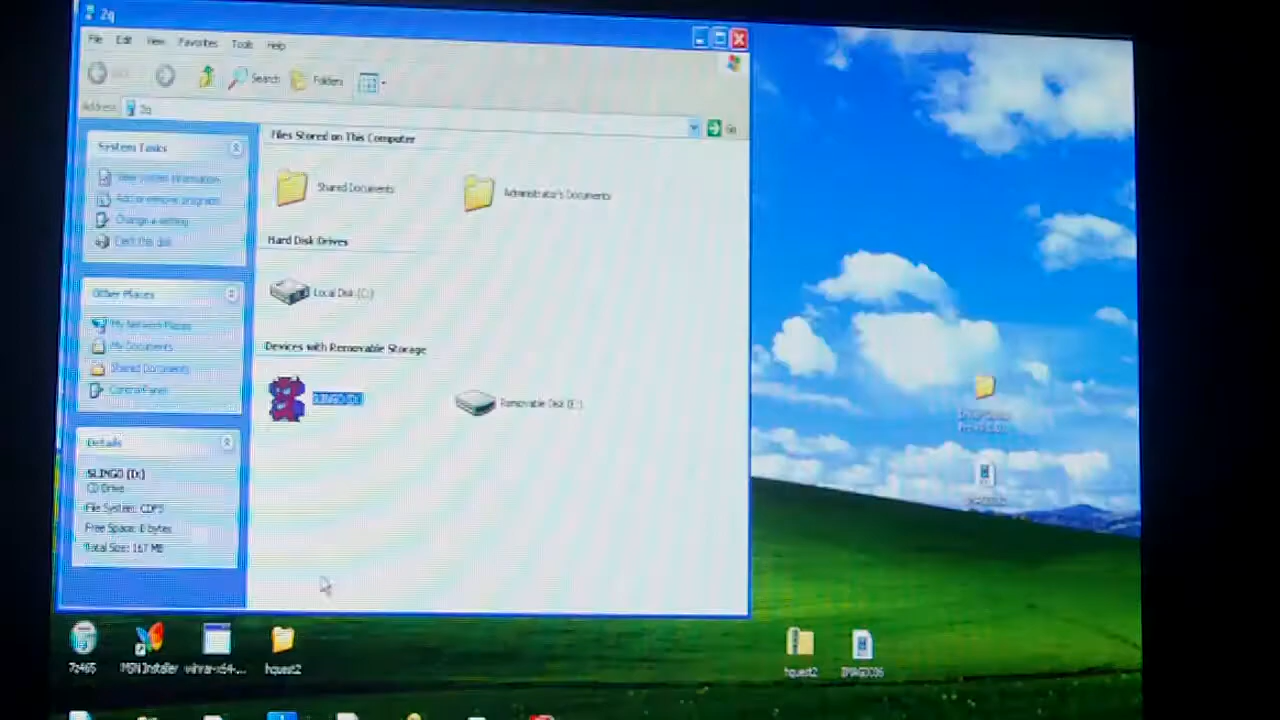 2q
File Edit View Favorites Tools Help
Search Folders
Address 2q Go
System Tasks
View system information
Add or remove programs
Change a setting
Eject this disk
Other Places
My Network Places
My Documents
Shared Documents
Control Panel
Details
SLINGO (D:)
CD Drive
File System: CDFS
Free Space: 0 bytes
Total Size: 167 MB
Files Stored on This Computer
Shared Documents
Administrator's Documents
Hard Disk Drives
Local Disk (C:)
Devices with Removable Storage
SLINGO (D:)
Removable Disk (E:)
7z465
MSN Installer
winrar-x64-...
hquest2
hquest2